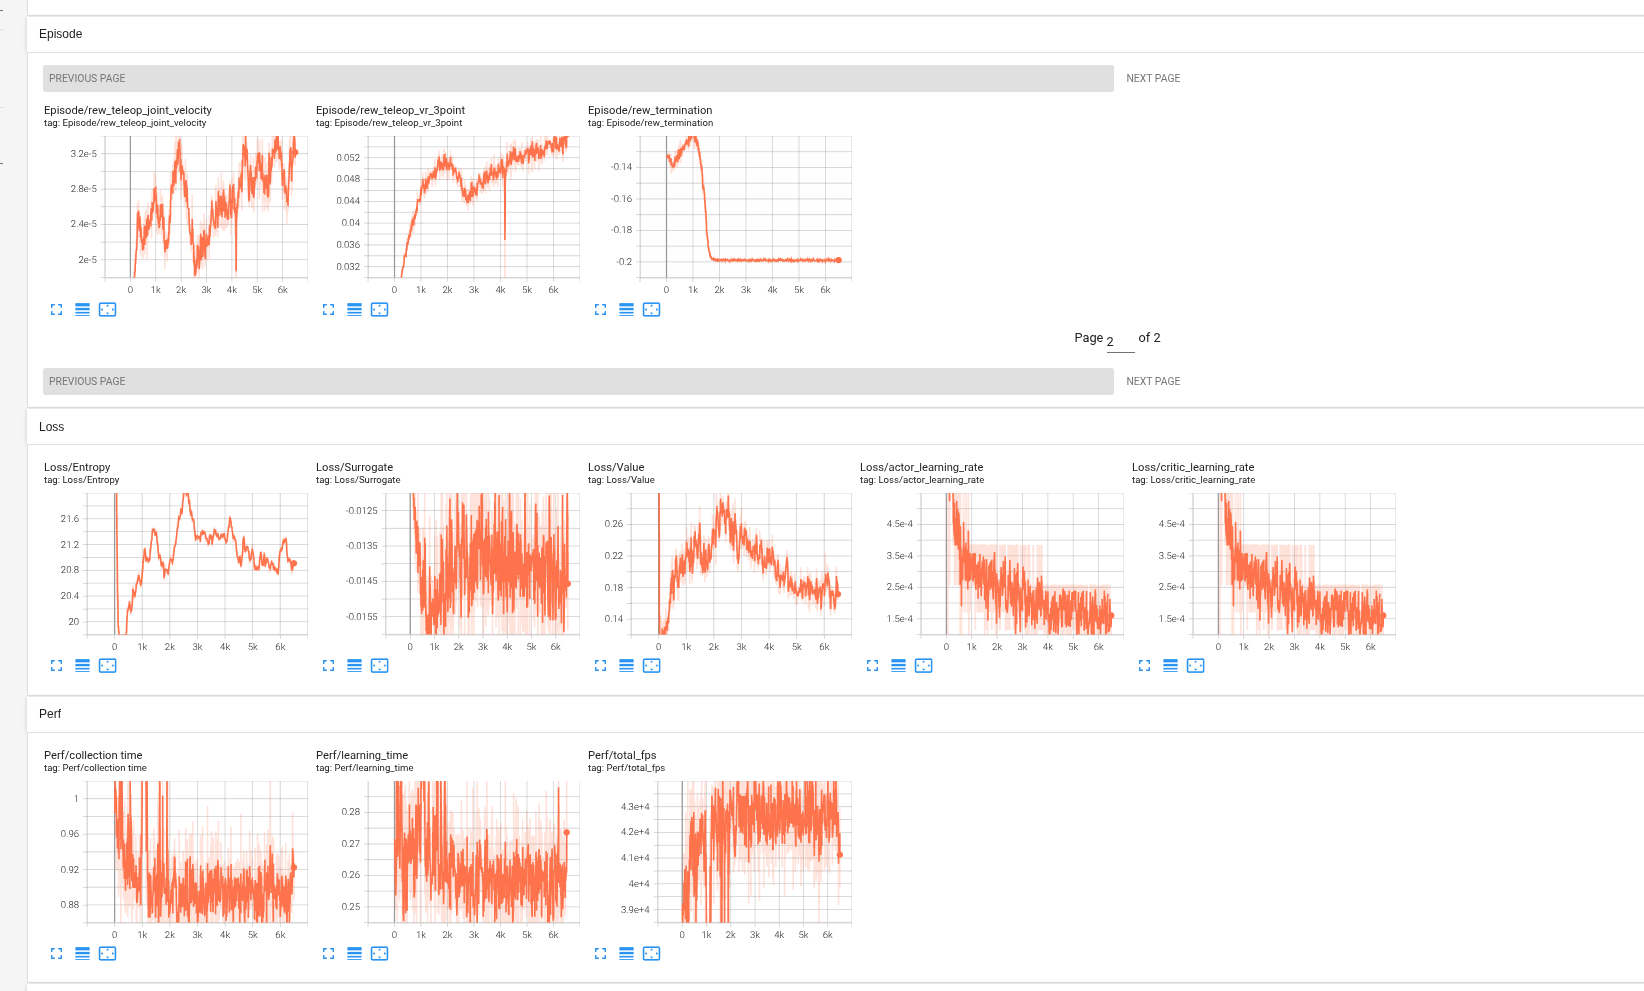 Episode
PREVIOUS PAGE NEXT PAGE
Episode/rew_teleop_joint_velocity Episode/rew_teleop_vr_3point Episode/rew_termination
tag: Episode/rew_teleop_joint_velocity tag: Episode/rew_teleop_vr_3point tag: Episode/rew_termination
3.2e-5
2.8e-5
2.4e-5
2e-5
0 1k 2k 3k 4k 5k 6k
0.052
0.048
0.044
0.04
0.036
0.032
0 1k 2k 3k 4k 5k 6k
-0.14
-0.16
-0.18
-0.2
0 1k 2k 3k 4k 5k 6k
Page 2 of 2
PREVIOUS PAGE NEXT PAGE
Loss
Loss/Entropy Loss/Surrogate Loss/Value Loss/actor_learning_rate Loss/critic_learning_rate
tag: Loss/Entropy tag: Loss/Surrogate tag: Loss/Value tag: Loss/actor_learning_rate tag: Loss/critic_learning_rate
21.6
21.2
20.8
20.4
20
0 1k 2k 3k 4k 5k 6k
-0.0125
-0.0135
-0.0145
-0.0155
0 1k 2k 3k 4k 5k 6k
0.26
0.22
0.18
0.14
0 1k 2k 3k 4k 5k 6k
4.5e-4
3.5e-4
2.5e-4
1.5e-4
0 1k 2k 3k 4k 5k 6k
4.5e-4
3.5e-4
2.5e-4
1.5e-4
0 1k 2k 3k 4k 5k 6k
Perf
Perf/collection time Perf/learning_time Perf/total_fps
tag: Perf/collection time tag: Perf/learning_time tag: Perf/total_fps
1
0.96
0.92
0.88
0 1k 2k 3k 4k 5k 6k
0.28
0.27
0.26
0.25
0 1k 2k 3k 4k 5k 6k
4.3e+4
4.2e+4
4.1e+4
4e+4
3.9e+4
0 1k 2k 3k 4k 5k 6k